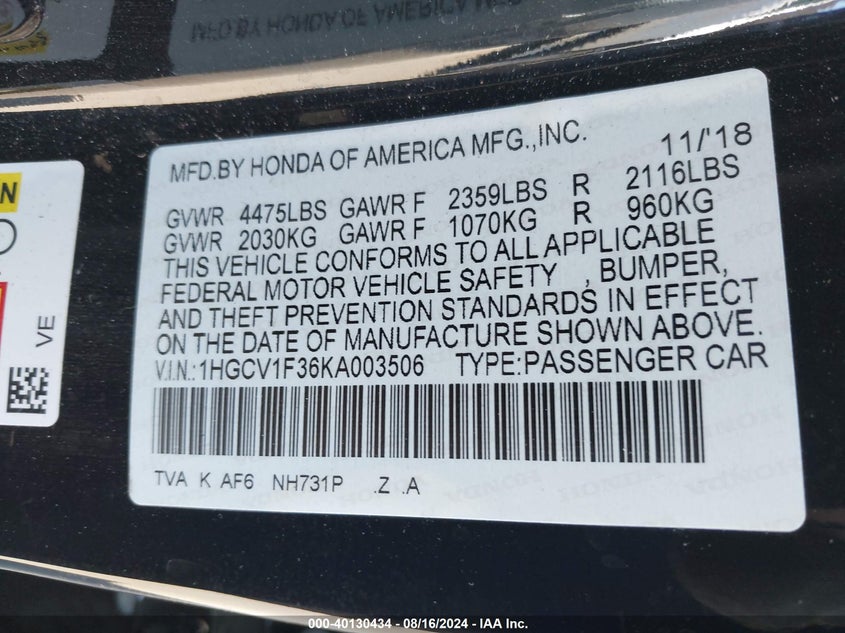 MFD.BY HONDA OF AMERICA MFG.,INC. 11/'18
GVWR 4475LBS GAWR F 2359LBS R 2116LBS
GVWR 2030KG GAWR F 1070KG R 960KG
THIS VEHICLE CONFORMS TO ALL APPLICABLE
FEDERAL MOTOR VEHICLE SAFETY , BUMPER,
AND THEFT PREVENTION STANDARDS IN EFFECT
ON THE DATE OF MANUFACTURE SHOWN ABOVE.
V.I.N.:1HGCV1F36KA003506 TYPE:PASSENGER CAR
TVA K AF6 NH731P .Z .A
VE
000-40130434 - 08/16/2024 - IAA Inc.